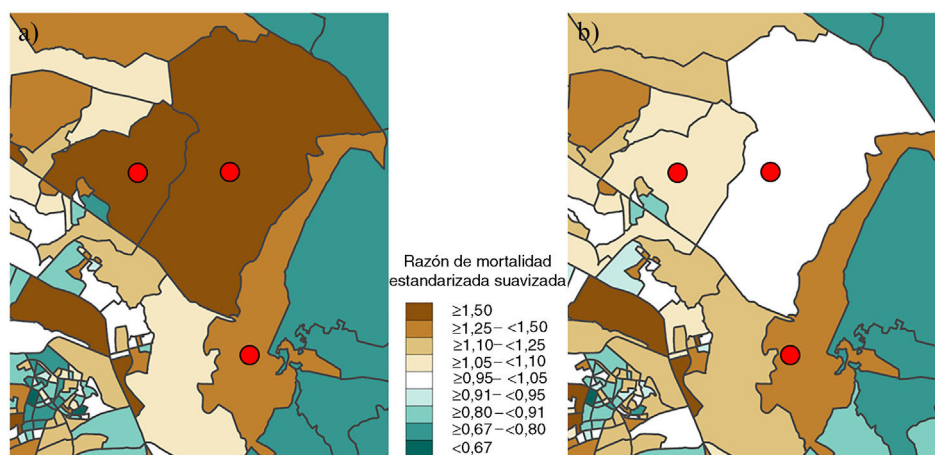 a)
b)
Razón de mortalidad
estandarizada suavizada
≥1,50
≥1,25–<1,50
≥1,10–<1,25
≥1,05–<1,10
≥0,95–<1,05
≥0,91–<0,95
≥0,80–<0,91
≥0,67–<0,80
<0,67